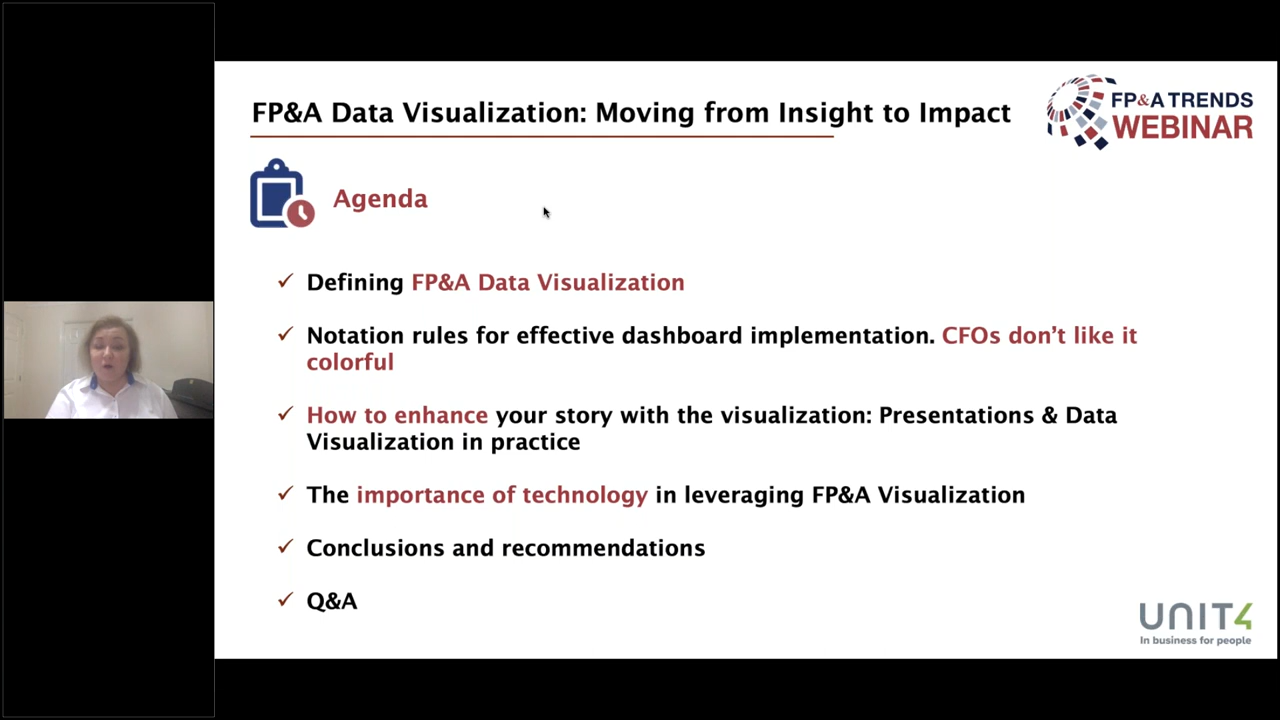 FP&A Data Visualization: Moving from Insight to Impact
FP&A TRENDS
WEBINAR
Agenda
✓ Defining FP&A Data Visualization
✓ Notation rules for effective dashboard implementation. CFOs don’t like it
colorful
✓ How to enhance your story with the visualization: Presentations & Data
Visualization in practice
✓ The importance of technology in leveraging FP&A Visualization
✓ Conclusions and recommendations
✓ Q&A
UNIT4
In business for people